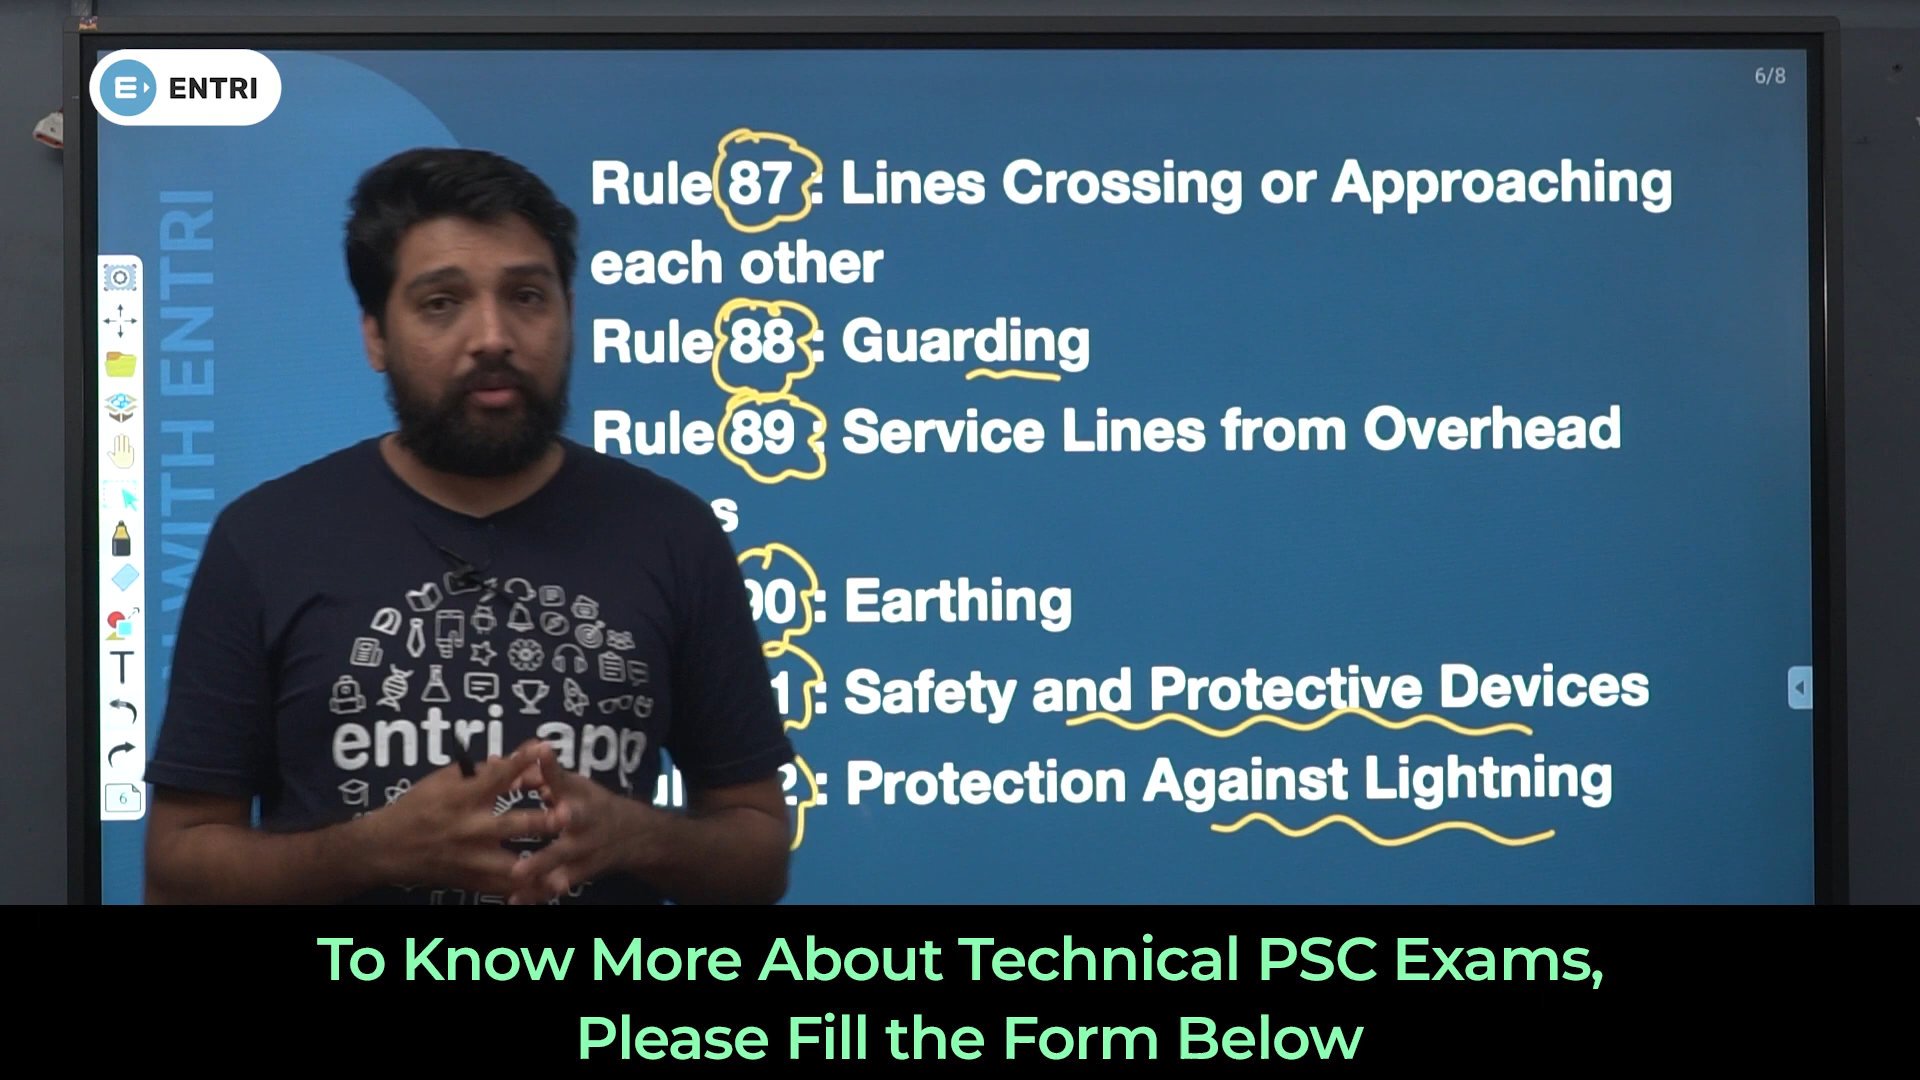 ENTRI
6/8
Rule 87 : Lines Crossing or Approaching
each other
Rule 88 : Guarding
Rule 89 : Service Lines from Overhead
90 : Earthing
: Safety and Protective Devices
: Protection Against Lightning
WITH ENTRI
T
6
entri.app
To Know More About Technical PSC Exams,
Please Fill the Form Below